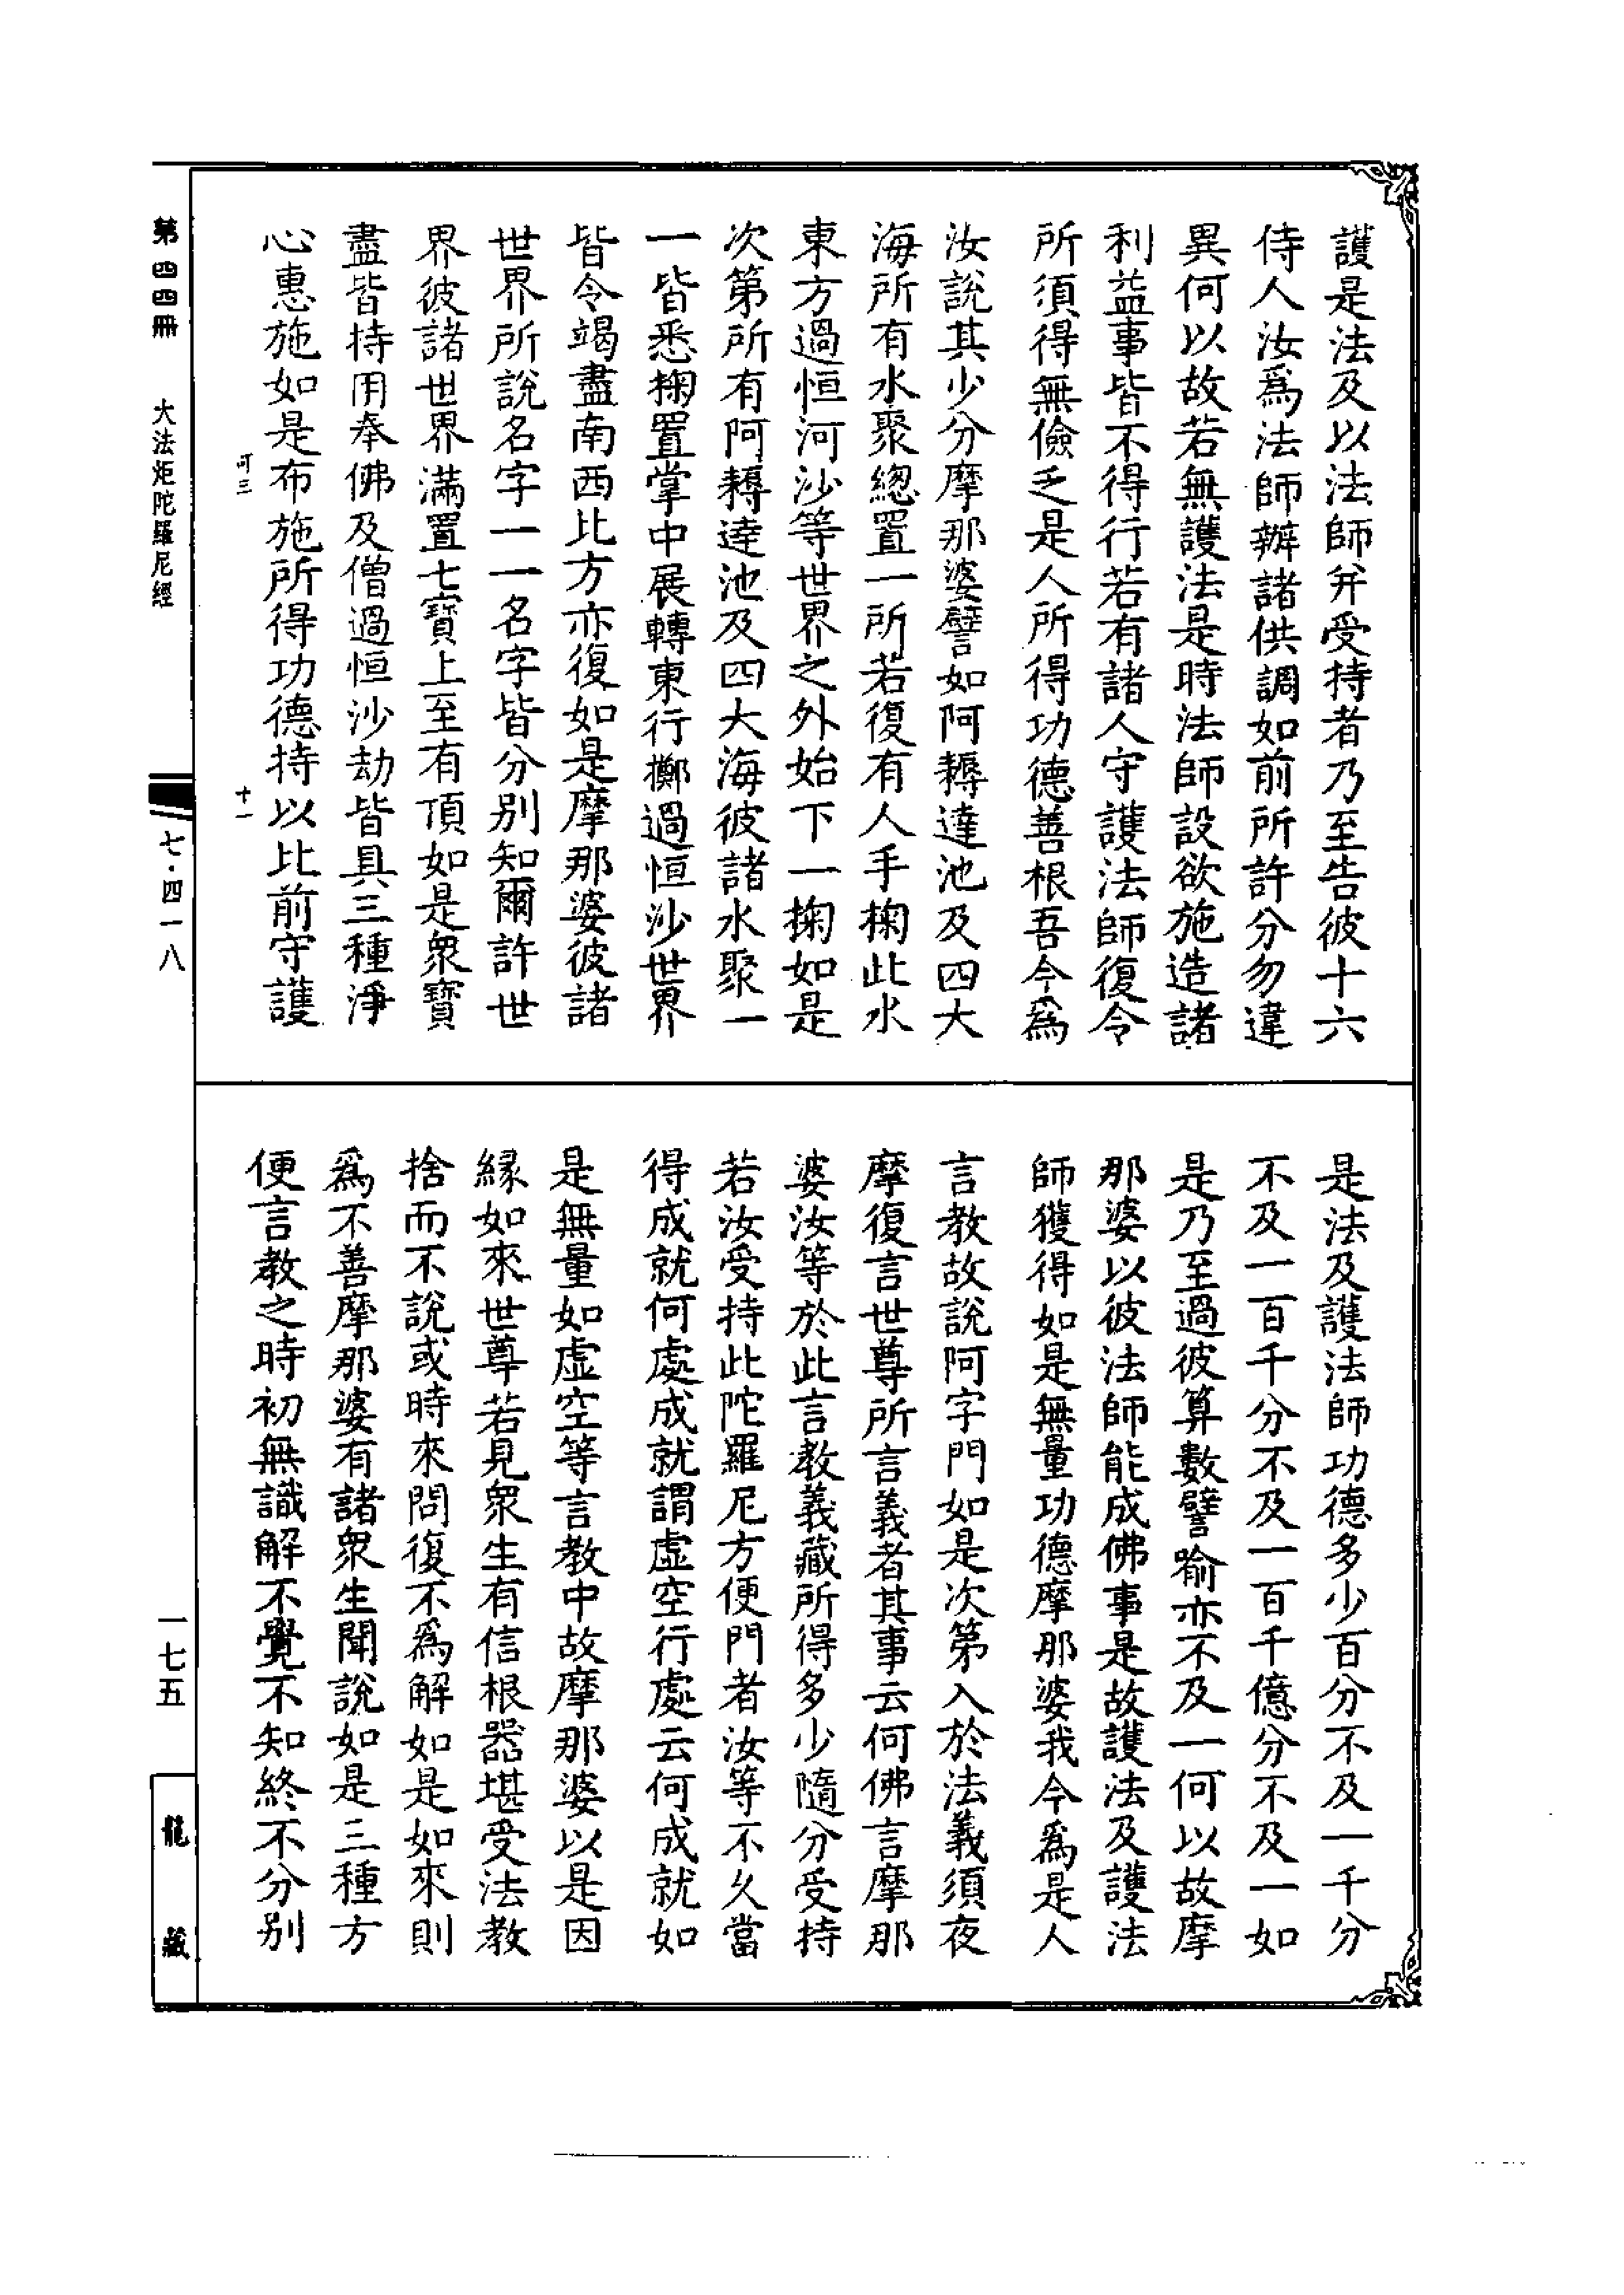 護是法及以法師幷受持者乃至告彼十六
侍人汝爲法師辦諸供調如前所許分勿違
異何以故若無護法是時法師設欲施造諸
利益事皆不得行若有諸人守護法師復令
所須得無儉乏是人所得功德善根吾今爲
汝說其少分摩那婆譬如阿耨達池及四大
海所有水聚總置一所若復有人手掬此水
東方過恒河沙等世界之外始下一掬如是
次第所有阿耨達池及四大海彼諸水聚一
一皆悉掬置掌中展轉東行擲過恒沙世界
皆令竭盡南西比方亦復如是摩那婆彼諸
世界所說名字一一名字皆分別知爾許世
界彼諸世界滿置七寶上至有頂如是衆寶
盡皆持用奉佛及僧過恒沙劫皆具三種淨
心惠施如是布施所得功德持以比前守護
可三
十一
是法及護法師功德多少百分不及一千分
不及一百千分不及一百千億分不及一如
是乃至過彼算數譬喻亦不及一何以故摩
那婆以彼法師能成佛事是故護法及護法
師獲得如是無量功德摩那婆我今爲是人
言教故說阿字門如是次第入於法義須夜
摩復言世尊所言義者其事云何佛言摩那
婆汝等於此言教義藏所得多少隨分受持
若汝受持此陀羅尼方便門者汝等不久當
得成就何處成就謂虛空行處云何成就如
是無量如虛空等言教中故摩那婆以是因
緣如來世尊若見衆生有信根器堪受法教
捨而不說或時來問復不爲解如是如來則
爲不善摩那婆有諸衆生聞說如是三種方
便言教之時初無識解不覺不知終不分別
第四四冊
大法炬陀羅尼經
七·四一八
一七五
龍藏